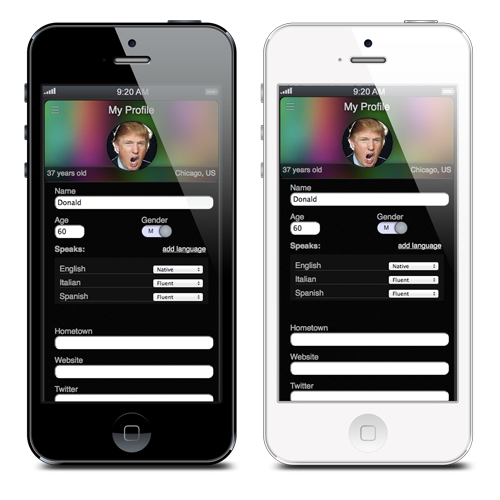 9:20 AM
My Profile
37 years old Chicago, US
Name
Donald
Age Gender
60 M
Speaks: add language
English Native
Italian Fluent
Spanish Fluent
Hometown
Website
Twitter
9:20 AM
My Profile
37 years old Chicago, US
Name
Donald
Age Gender
60 M
Speaks: add language
English Native
Italian Fluent
Spanish Fluent
Hometown
Website
Twitter